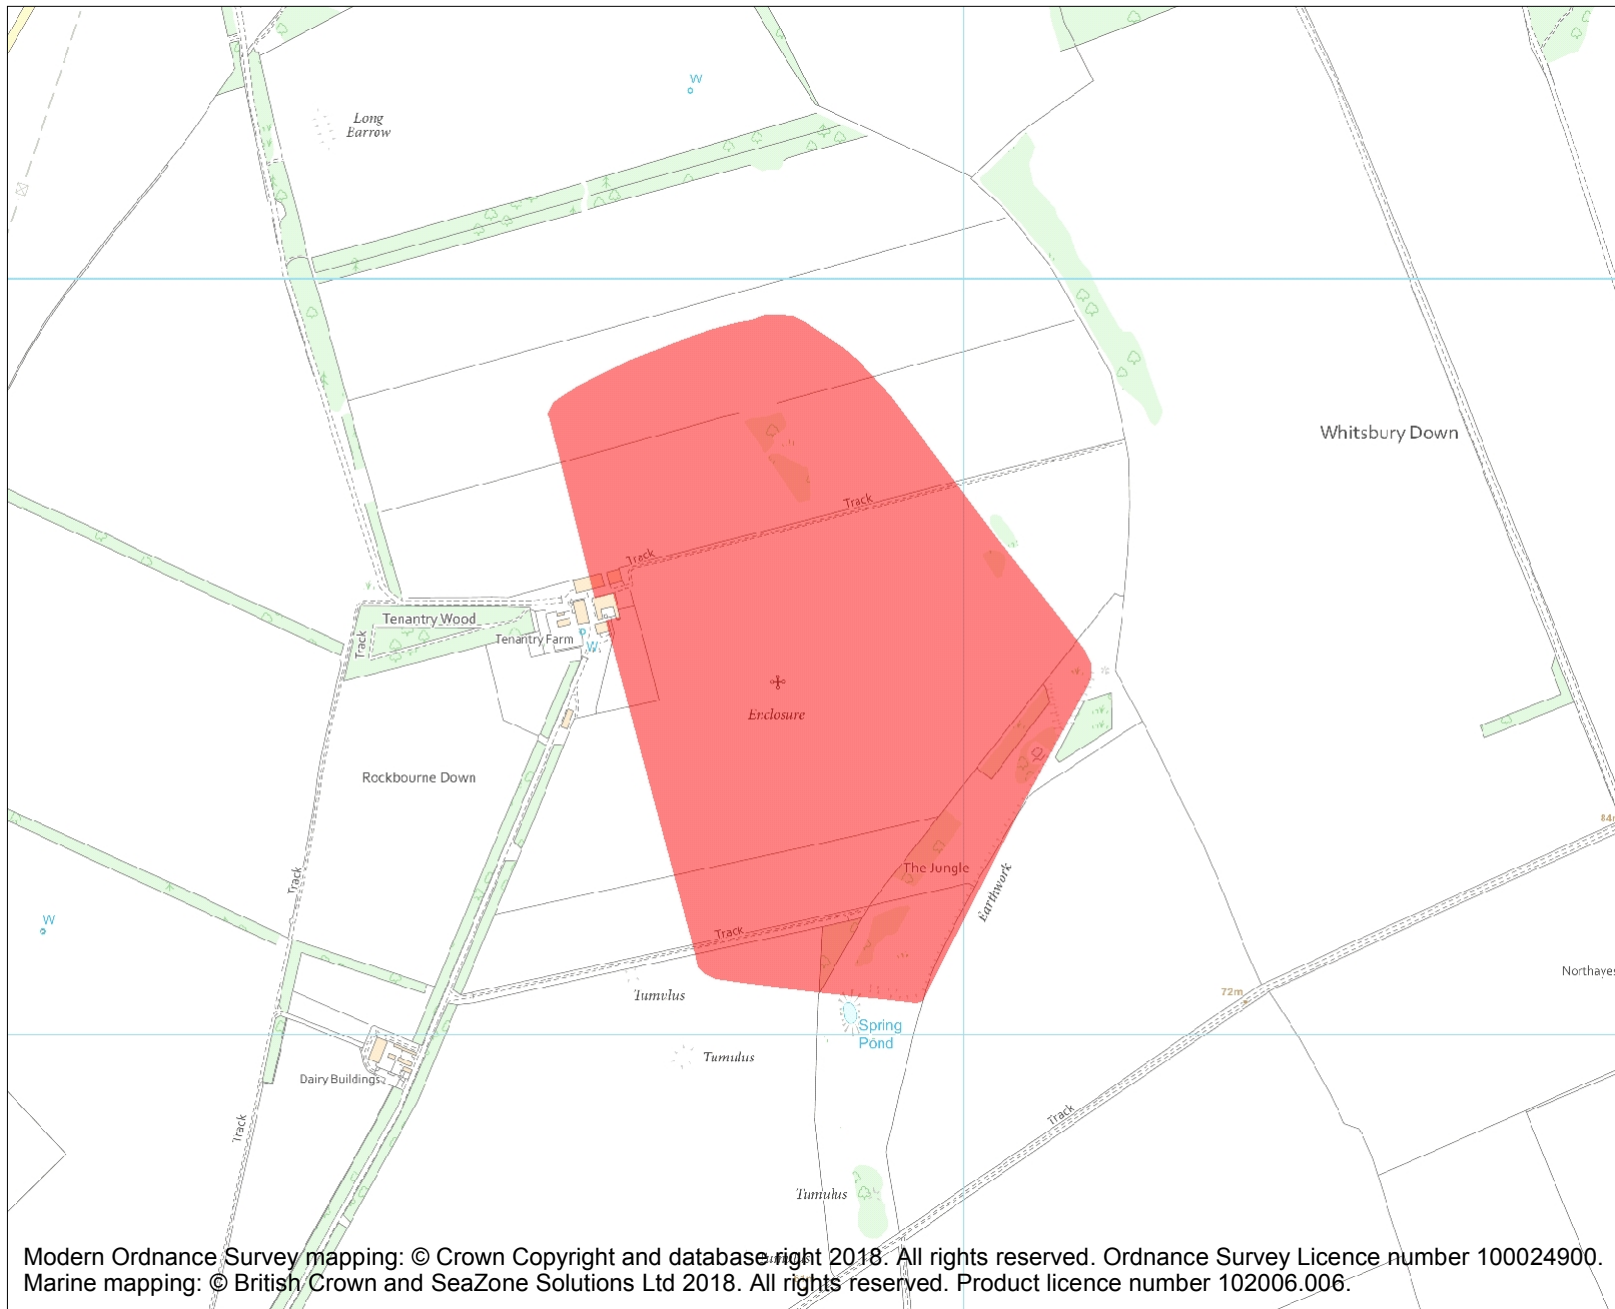 W
Long
Barrow
Whitsbury Down
Track
Track
Tenantry Wood
Track
Tenantry Farm
W
Enclosure
Rockbourne Down
84m
The Jungle
Track
Earthwork
W
Track
Northaves
72m
Tumulus
Spring
Pond
Tumulus
Dairy Buildings
Track
Track
Tumulus
Modern Ordnance Survey mapping: © Crown Copyright and database right 2018. All rights reserved. Ordnance Survey Licence number 100024900.
Marine mapping: © British Crown and SeaZone Solutions Ltd 2018. All rights reserved. Product licence number 102006.006.